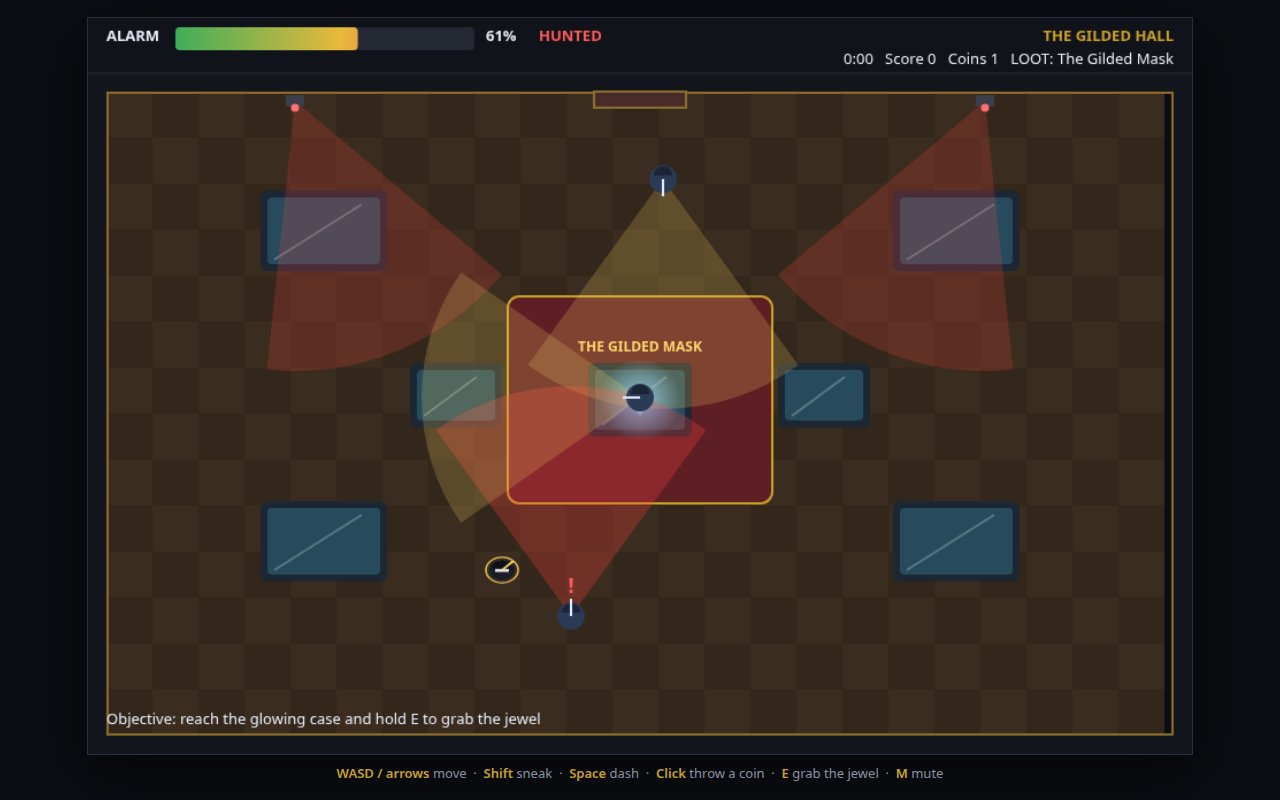 ALARM 61% HUNTED THE GILDED HALL
0:00 Score 0 Coins 1 LOOT: The Gilded Mask
THE GILDED MASK
!
Objective: reach the glowing case and hold E to grab the jewel
WASD / arrows move · Shift sneak · Space dash · Click throw a coin · E grab the jewel · M mute